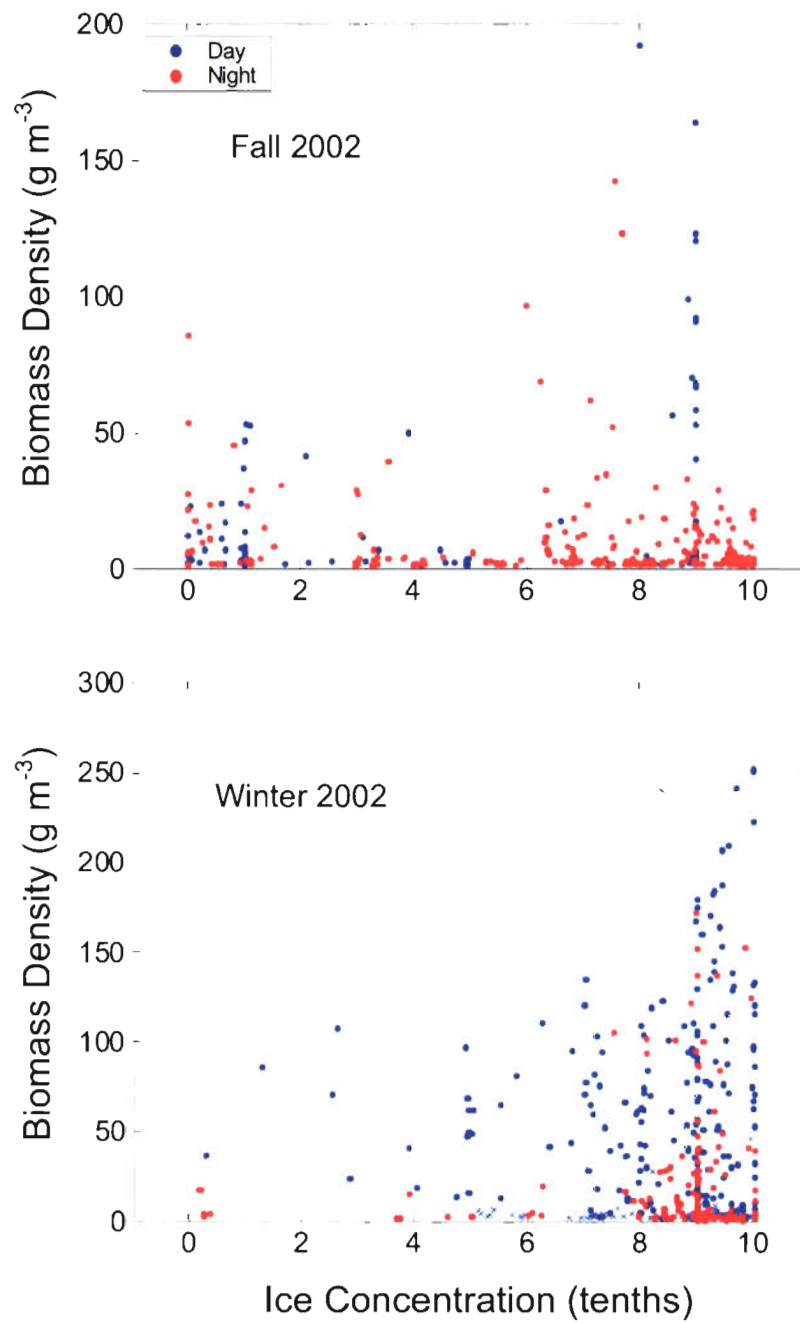 200
Day
Night
Fall 2002
150
100
50
0
Biomass Density (g m⁻³)
0 2 4 6 8 10
300
250
Winter 2002
200
150
100
50
0
Biomass Density (g m⁻³)
0 2 4 6 8 10
Ice Concentration (tenths)